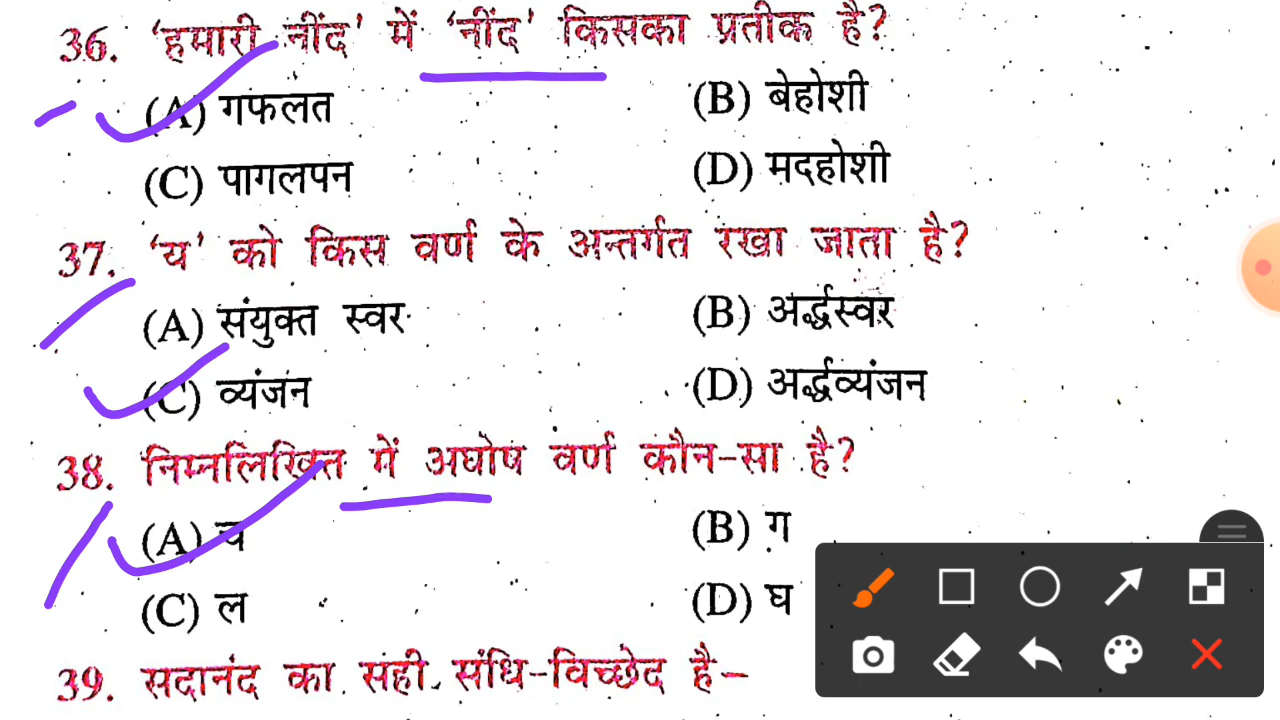 36. 'हमारी नींद' में 'नींद' किसका प्रतीक है?
(A) गफलत (B) बेहोशी
(C) पागलपन (D) मदहोशी
37. 'य' को किस वर्ण के अन्तर्गत रखा जाता है?
(A) संयुक्त स्वर (B) अर्द्धस्वर
(C) व्यंजन (D) अर्द्धव्यंजन
38. निम्नलिखित में अघोष वर्ण कौन-सा है?
(A) च (B) ग
(C) ल (D) घ
39. सदानंद का सही संधि-विच्छेद है–